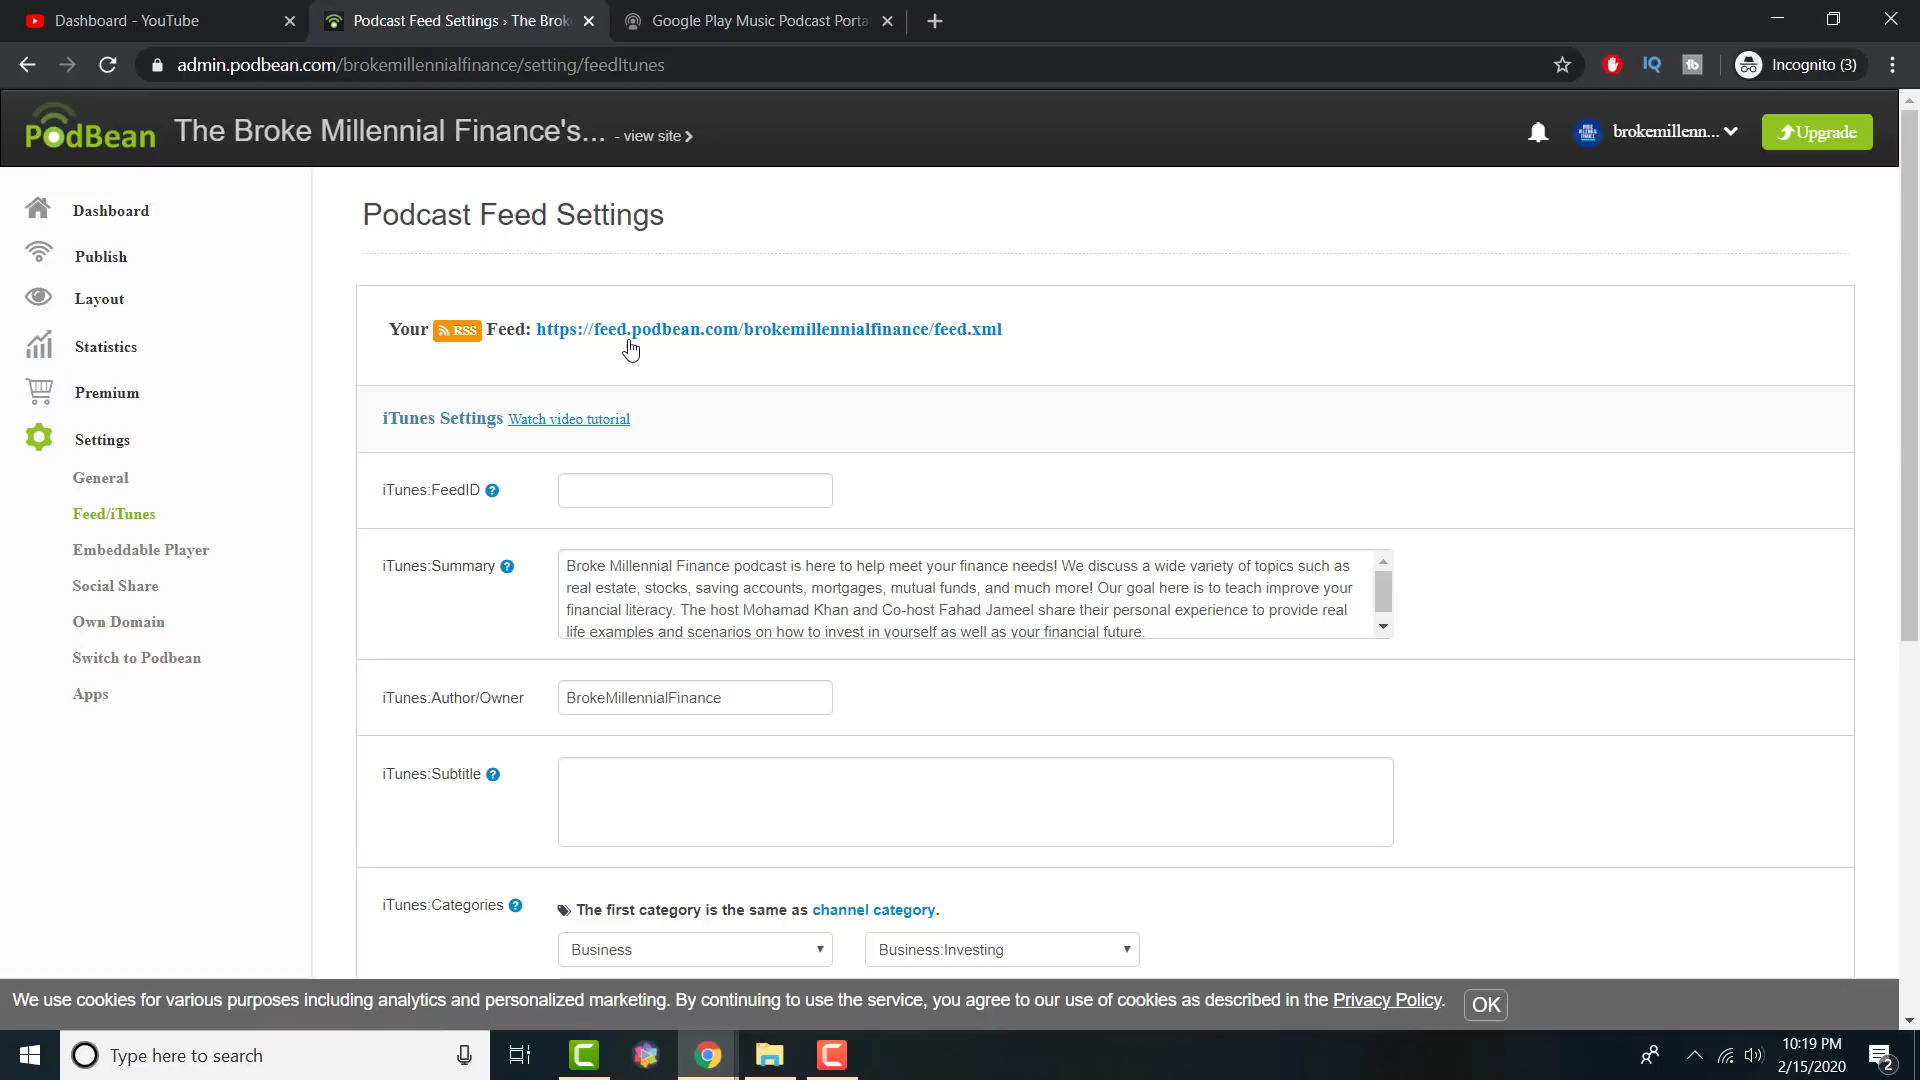 Dashboard - YouTube
Podcast Feed Settings › The Brok
Google Play Music Podcast Porta
admin.podbean.com/brokemillennialfinance/setting/feedItunes
IQ
tb
Incognito (3)
PodBean
The Broke Millennial Finance's...
- view site
brokemillenn...
Upgrade
Dashboard
Publish
Layout
Statistics
Premium
Settings
General
Feed/iTunes
Embeddable Player
Social Share
Own Domain
Switch to Podbean
Apps
Podcast Feed Settings
Your RSS Feed: https://feed.podbean.com/brokemillennialfinance/feed.xml
iTunes Settings Watch video tutorial
iTunes:FeedID ?
iTunes:Summary ?
Broke Millennial Finance podcast is here to help meet your finance needs! We discuss a wide variety of topics such as
real estate, stocks, saving accounts, mortgages, mutual funds, and much more! Our goal here is to teach improve your
financial literacy. The host Mohamad Khan and Co-host Fahad Jameel share their personal experience to provide real
life examples and scenarios on how to invest in yourself as well as your financial future.
iTunes:Author/Owner
BrokeMillennialFinance
iTunes:Subtitle ?
iTunes:Categories ?
The first category is the same as channel category.
Business
Business:Investing
We use cookies for various purposes including analytics and personalized marketing. By continuing to use the service, you agree to our use of cookies as described in the Privacy Policy.
OK
Type here to search
10:19 PM
2/15/2020
2